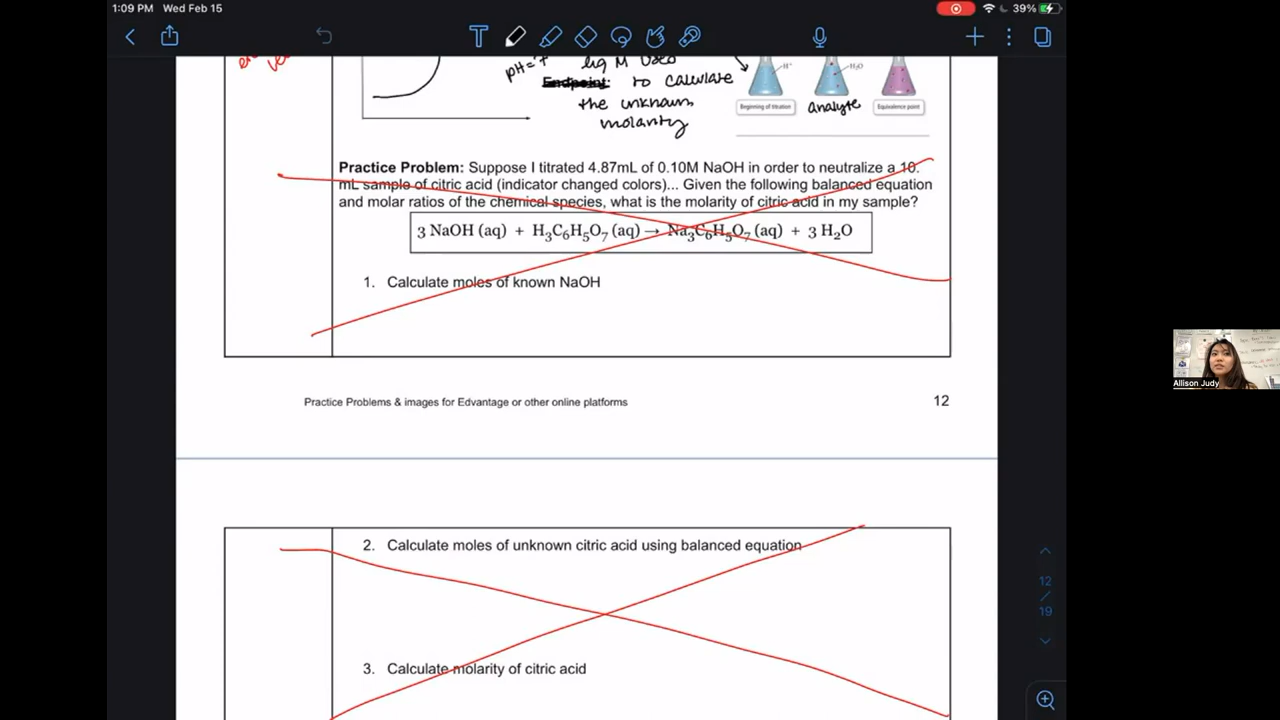 1:09 PM Wed Feb 15
39%
pH=7
eq M used
Endpoint: to calculate
the unknown
molarity
H⁺
H₂O
Beginning of titration
analyte
Equivalence point
Practice Problem: Suppose I titrated 4.87mL of 0.10M NaOH in order to neutralize a 10.
mL sample of citric acid (indicator changed colors)... Given the following balanced equation
and molar ratios of the chemical species, what is the molarity of citric acid in my sample?
3 NaOH (aq) + H₃C₆H₅O₇ (aq) → Na₃C₆H₅O₇ (aq) + 3 H₂O
1. Calculate moles of known NaOH
Practice Problems & images for Edvantage or other online platforms
12
2. Calculate moles of unknown citric acid using balanced equation
3. Calculate molarity of citric acid
12
/
19
Allison Judy